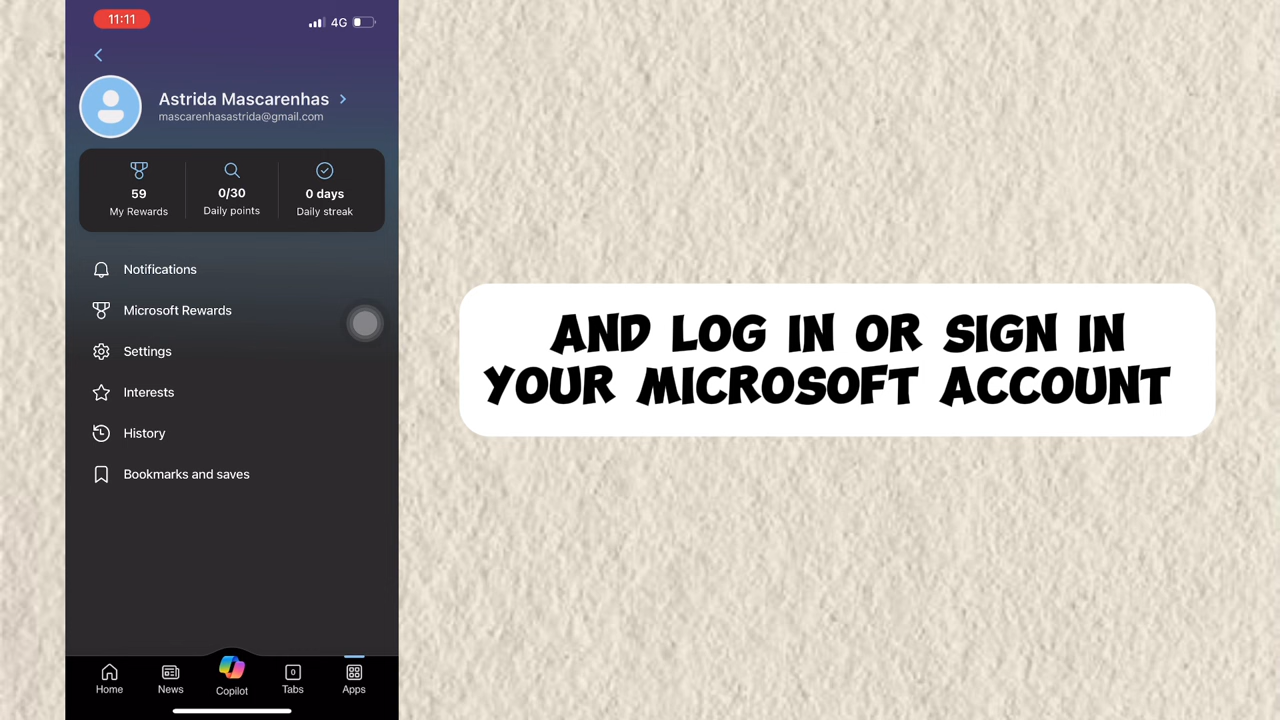 11:11
4G
Astrida Mascarenhas
mascarenhasastrida@gmail.com
59
My Rewards
0/30
Daily points
0 days
Daily streak
Notifications
Microsoft Rewards
Settings
Interests
History
Bookmarks and saves
Home
News
Copilot
0
Tabs
Apps
AND LOG IN OR SIGN IN
YOUR MICROSOFT ACCOUNT